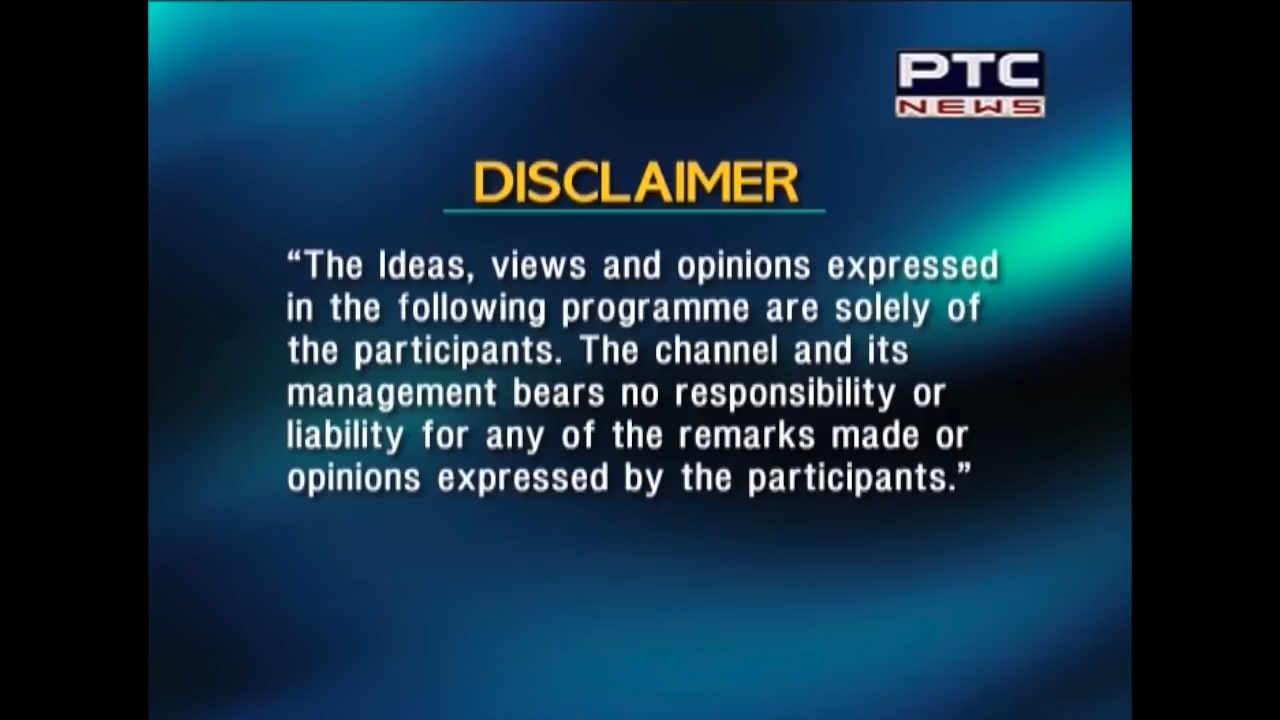 PTC
NEWS
DISCLAIMER
“The Ideas, views and opinions expressed
in the following programme are solely of
the participants. The channel and its
management bears no responsibility or
liability for any of the remarks made or
opinions expressed by the participants.”